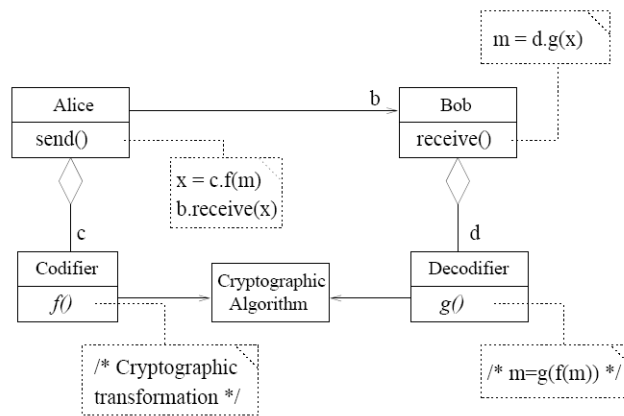 m = d.g(x)
Alice
b
Bob
send()
receive()
x = c.f(m)
b.receive(x)
c
d
Codifier
Cryptographic
Algorithm
Decodifier
f()
g()
/* Cryptographic
transformation */
/* m=g(f(m)) */